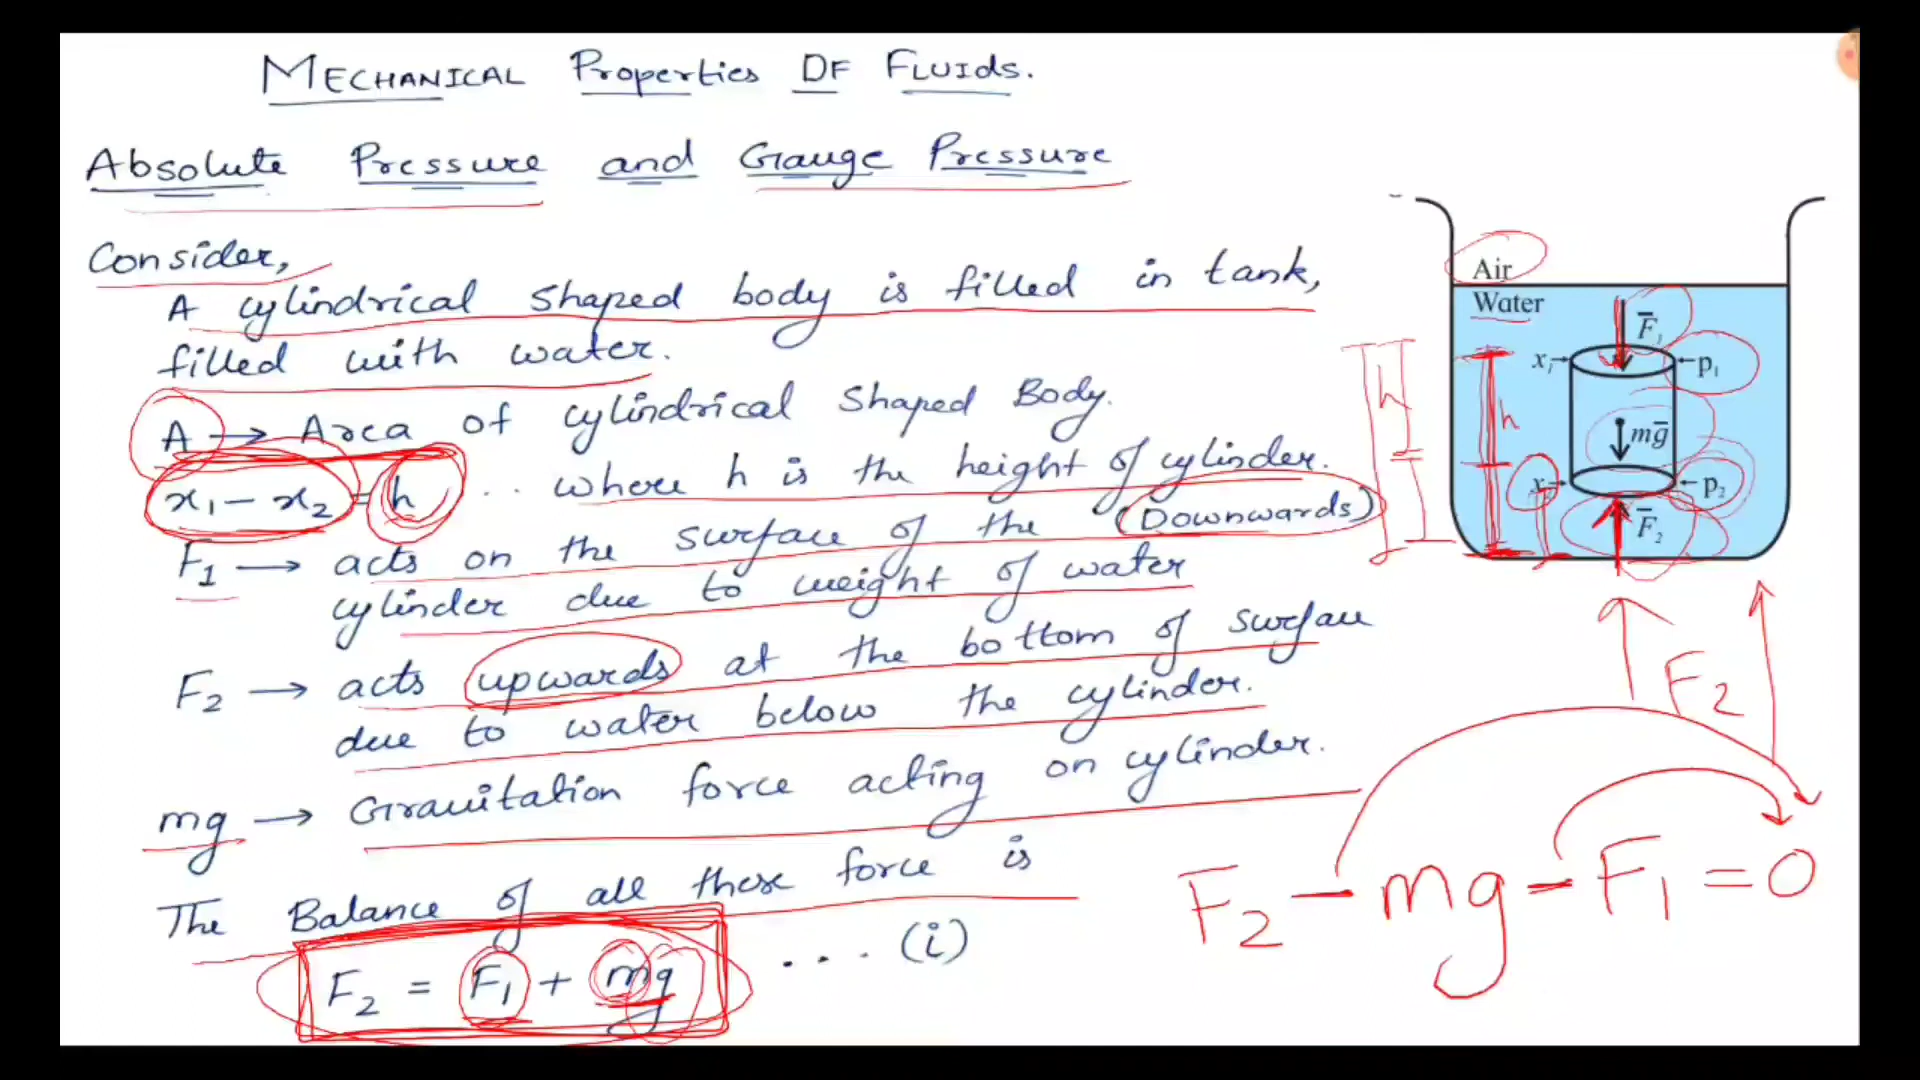 MECHANICAL Properties OF FLUIDS.
Absolute Pressure and Gauge Pressure
Consider,
A cylindrical shaped body is filled in tank,
filled with water.
A → Area of cylindrical shaped Body.
x₁ - x₂ = h .. where h is the height of cylinder.
F₁ → acts on the surface of the (Downwards)
cylinder due to weight of water
F₂ → acts upwards at the bottom of surface
due to water below the cylinder.
mg → Gravitation force acting on cylinder.
The Balance of all these force is
F₂ = F₁ + mg .... (i)
Air
Water
F̅₁
x₁ p₁
h h
mg̅
x₂ p₂
F̅₂
F₂
F₂ - mg - F₁ = 0